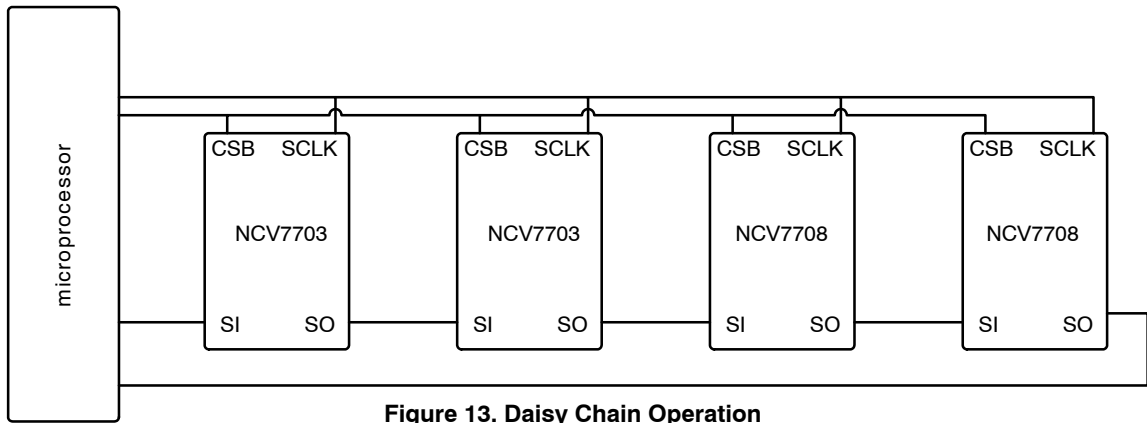 microprocessor
CSB SCLK CSB SCLK CSB SCLK CSB SCLK
NCV7703 NCV7703 NCV7708 NCV7708
SI SO SI SO SI SO SI SO
Figure 13. Daisy Chain Operation